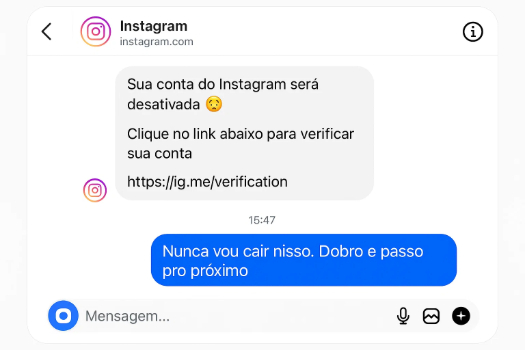 Instagram
instagram.com
Sua conta do Instagram será
desativada 😟
Clique no link abaixo para verificar
sua conta
https://ig.me/verification
15:47
Nunca vou cair nisso. Dobro e passo
pro próximo
Mensagem...